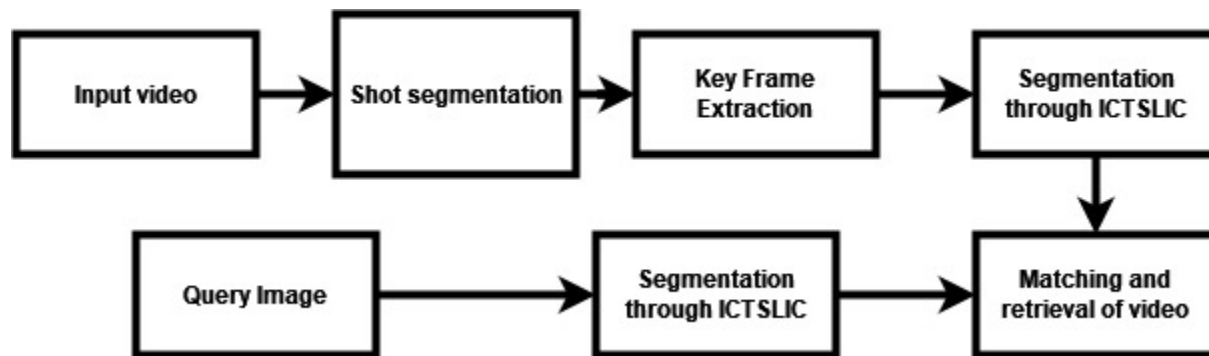 Input video
Shot segmentation
Key Frame
Extraction
Segmentation
through ICTSLIC
Query Image
Segmentation
through ICTSLIC
Matching and
retrieval of video